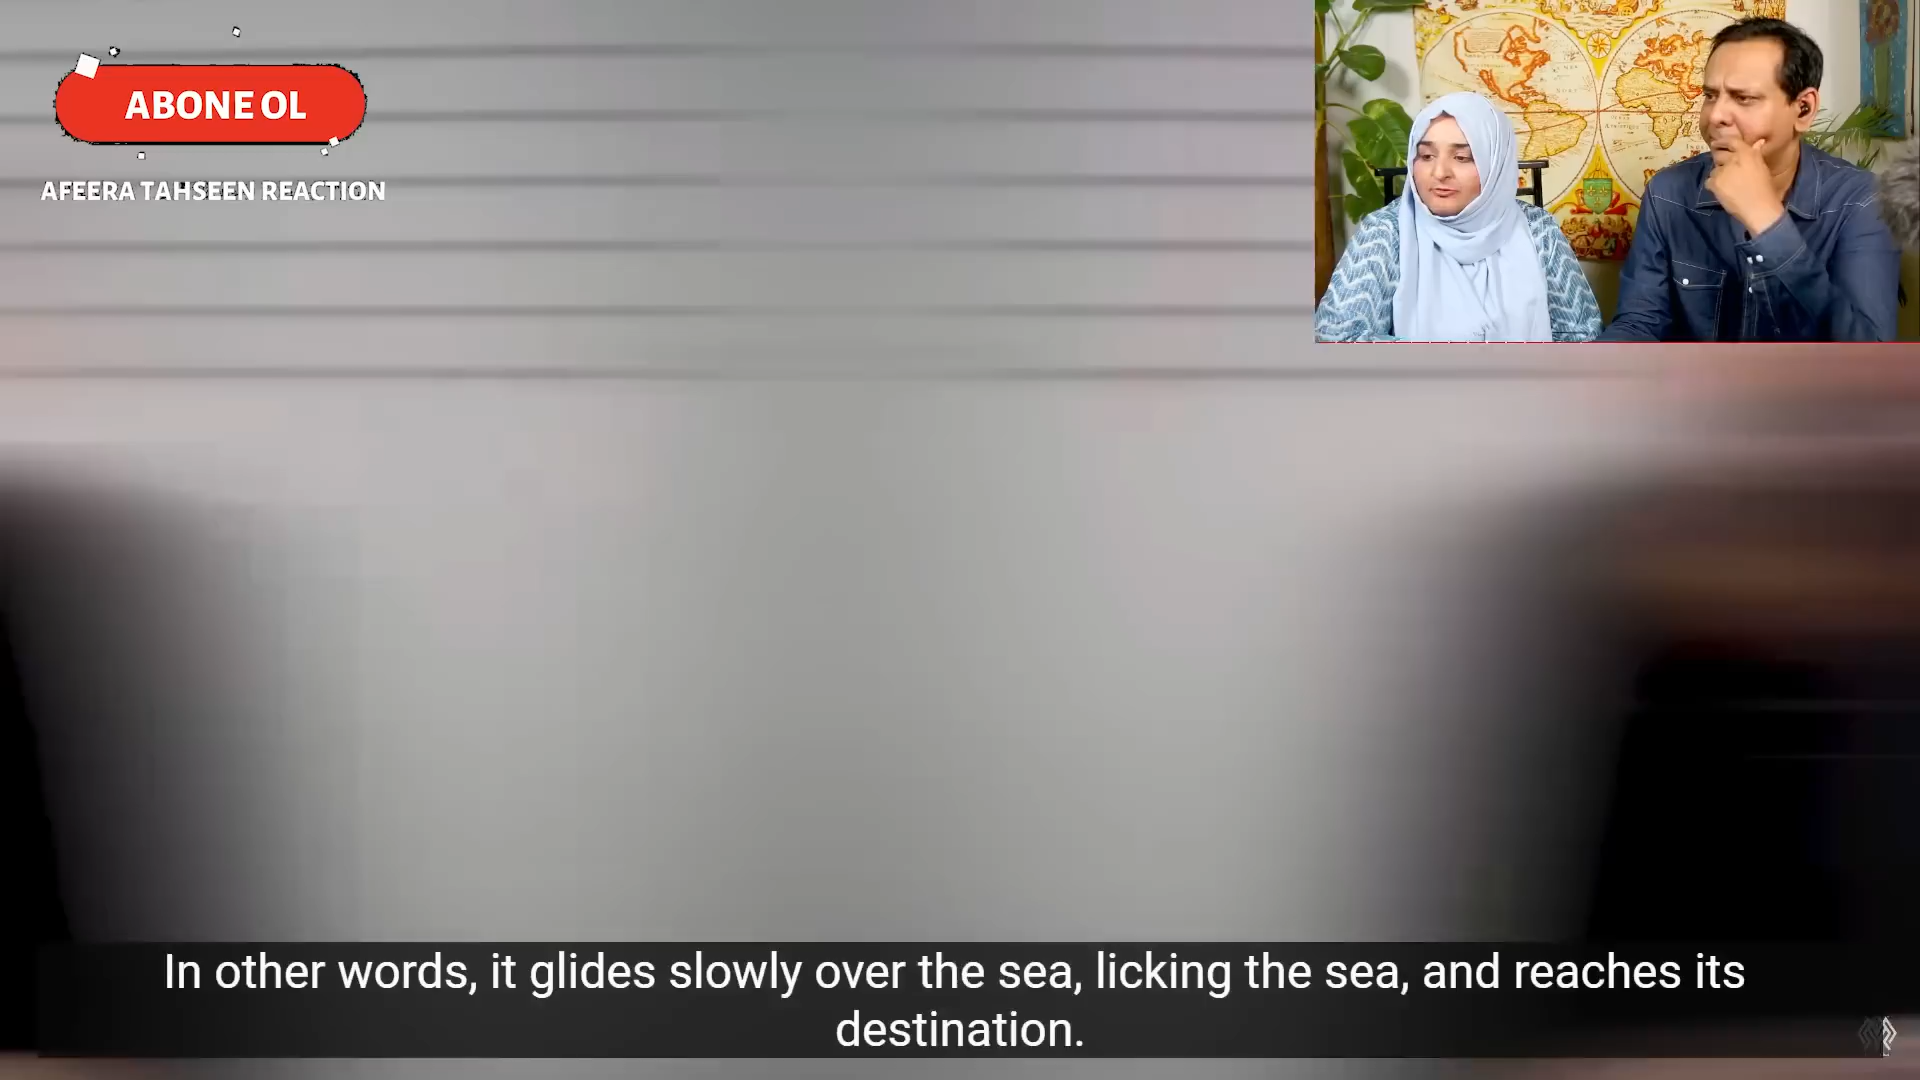 ABONE OL
AFEERA TAHSEEN REACTION
In other words, it glides slowly over the sea, licking the sea, and reaches its
destination.